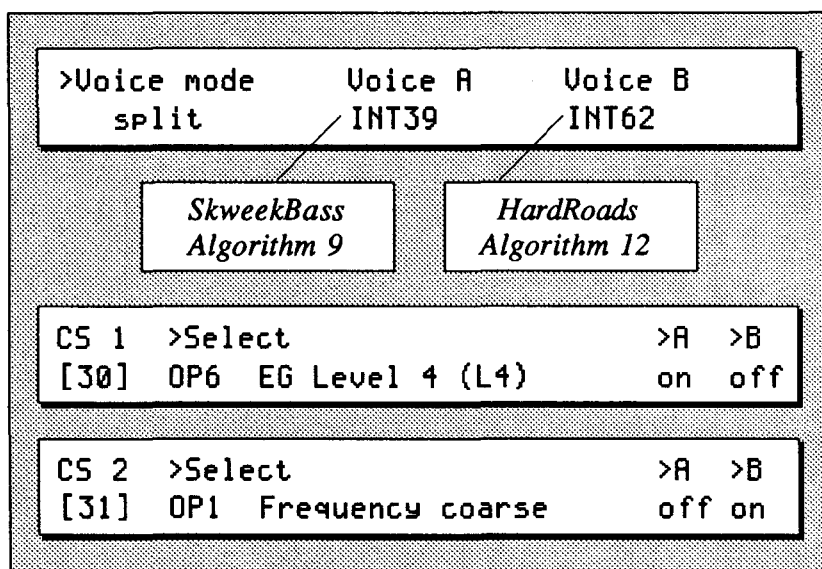 >Voice mode Voice A Voice B
split INT39 INT62
SkweekBass
Algorithm 9
HardRoads
Algorithm 12
CS 1 >Select >A >B
[30] OP6 EG Level 4 (L4) on off
CS 2 >Select >A >B
[31] OP1 Frequency coarse off on